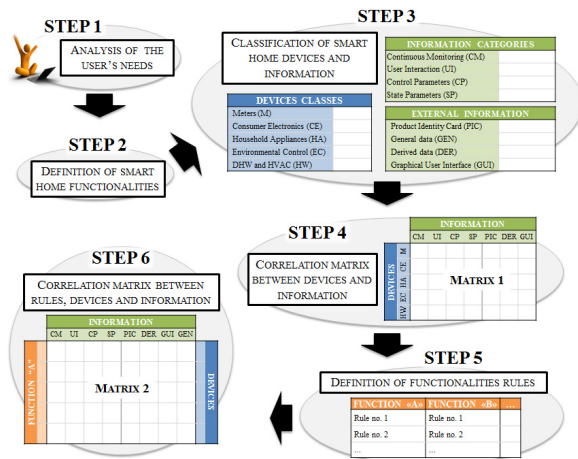 STEP 1
ANALYSIS OF THE
USER'S NEEDS
STEP 2
DEFINITION OF SMART
HOME FUNCTIONALITIES
STEP 3
CLASSIFICATION OF SMART
HOME DEVICES AND
INFORMATION
DEVICES CLASSES
Meters (M)
Consumer Electronics (CE)
Household Appliances (HA)
Environmental Control (EC)
DHW and HVAC (HW)
INFORMATION CATEGORIES
Continuous Monitoring (CM)
User Interaction (UI)
Control Parameters (CP)
State Parameters (SP)
EXTERNAL INFORMATION
Product Identity Card (PIC)
General data (GEN)
Derived data (DER)
Graphical User Interface (GUI)
STEP 4
CORRELATION MATRIX
BETWEEN DEVICES AND
INFORMATION
INFORMATION
CM UI CP SP PIC DER GUI
DEVICES
HW EC HA CE M
MATRIX 1
STEP 5
DEFINITION OF FUNCTIONALITIES RULES
FUNCTION «A» FUNCTION «B» ...
Rule no. 1 Rule no. 1
Rule no. 2 Rule no. 2
... ...
STEP 6
CORRELATION MATRIX BETWEEN
RULES, DEVICES AND INFORMATION
INFORMATION
CM UI CP SP PIC DER GUI GEN
FUNCTION "A"
MATRIX 2
DEVICES